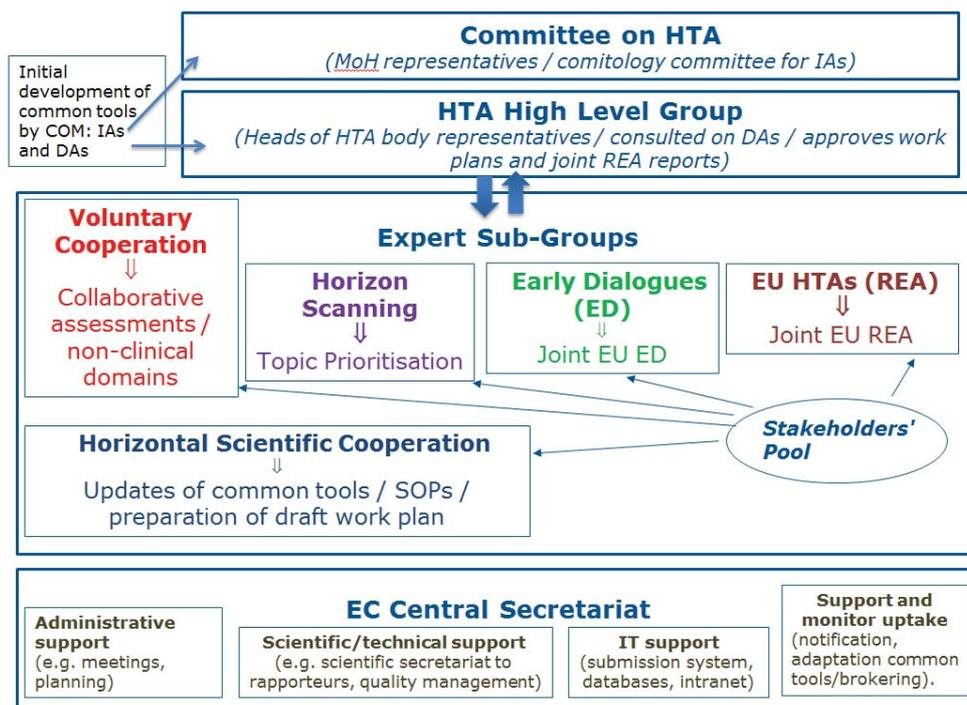 Committee on HTA
(MoH representatives / comitology committee for IAs)
Initial
development of
common tools
by COM: IAs
and DAs
HTA High Level Group
(Heads of HTA body representatives / consulted on DAs / approves work
plans and joint REA reports)
Expert Sub-Groups
Voluntary
Cooperation
⇓
Collaborative
assessments /
non-clinical
domains
Horizon
Scanning
⇓
Topic Prioritisation
Early Dialogues
(ED)
⇓
Joint EU ED
EU HTAs (REA)
⇓
Joint EU REA
Stakeholders'
Pool
Horizontal Scientific Cooperation
⇓
Updates of common tools / SOPs /
preparation of draft work plan
EC Central Secretariat
Administrative
support
(e.g. meetings,
planning)
Scientific/technical support
(e.g. scientific secretariat to
rapporteurs, quality management)
IT support
(submission system,
databases, intranet)
Support and
monitor uptake
(notification,
adaptation common
tools/brokering).